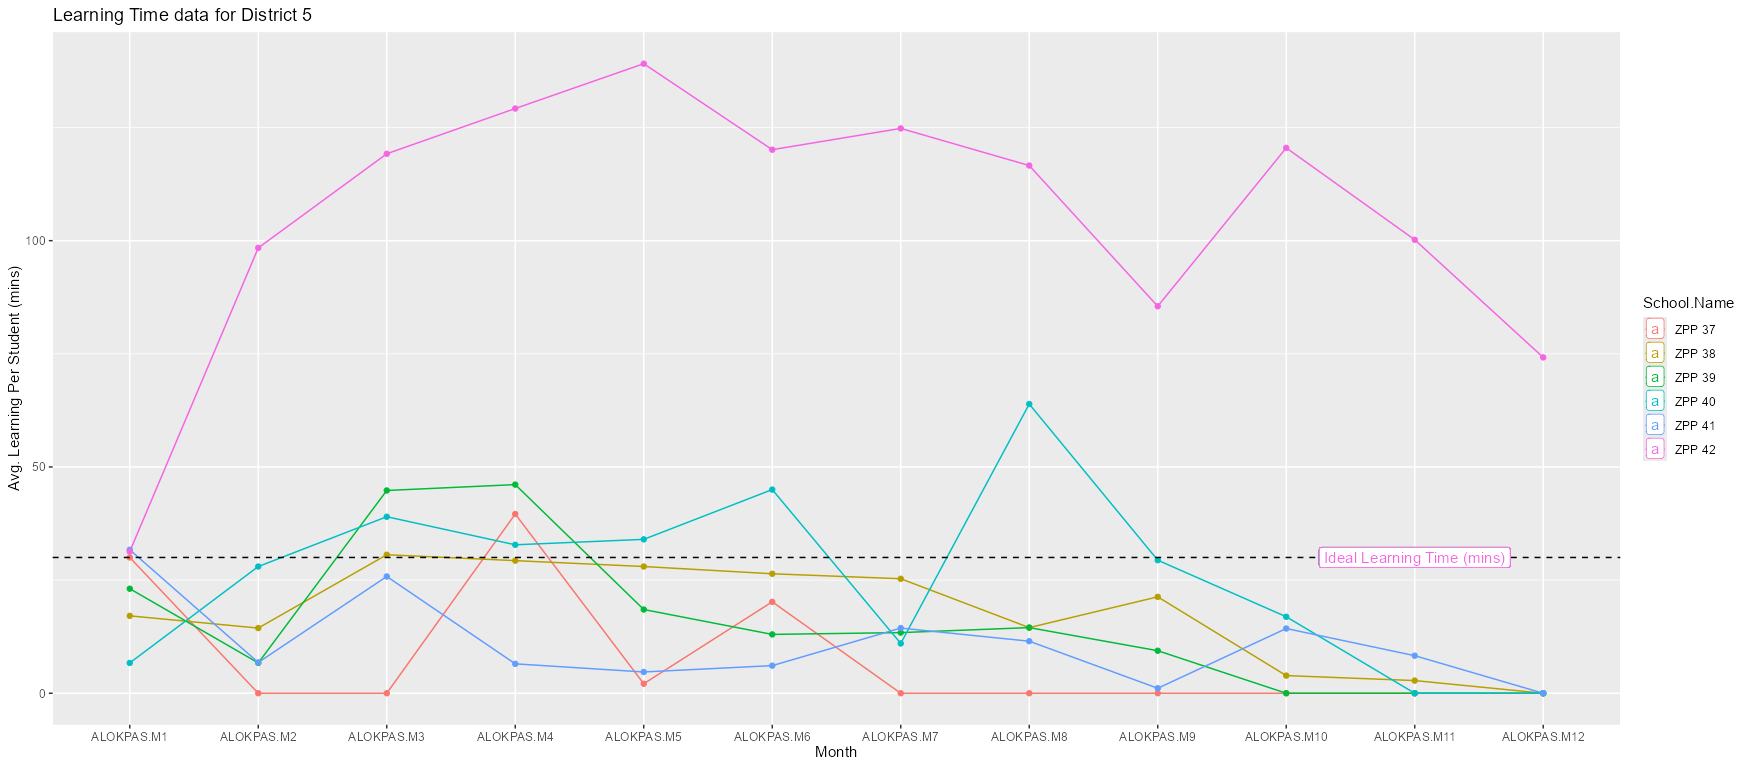 Learning Time data for District 5
Avg. Learning Per Student (mins)
100
50
0
Ideal Learning Time (mins)
ALOKPAS.M1 ALOKPAS.M2 ALOKPAS.M3 ALOKPAS.M4 ALOKPAS.M5 ALOKPAS.M6 ALOKPAS.M7 ALOKPAS.M8 ALOKPAS.M9 ALOKPAS.M10 ALOKPAS.M11 ALOKPAS.M12
Month
School.Name
a ZPP 37
a ZPP 38
a ZPP 39
a ZPP 40
a ZPP 41
a ZPP 42